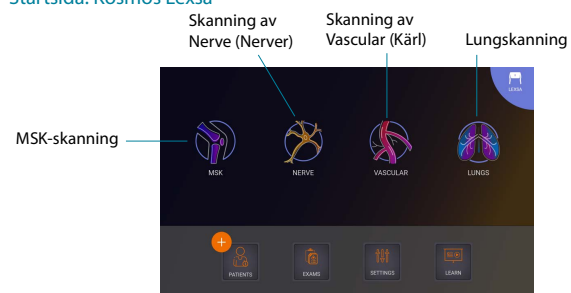 Startsida: Kosmos Lexsa
Skanning av
Nerve (Nerver)
Skanning av
Vascular (Kärl)
Lungskanning
LEXSA
MSK-skanning
MSK
NERVE
VASCULAR
LUNGS
PATIENTS
EXAMS
SETTINGS
LEARN